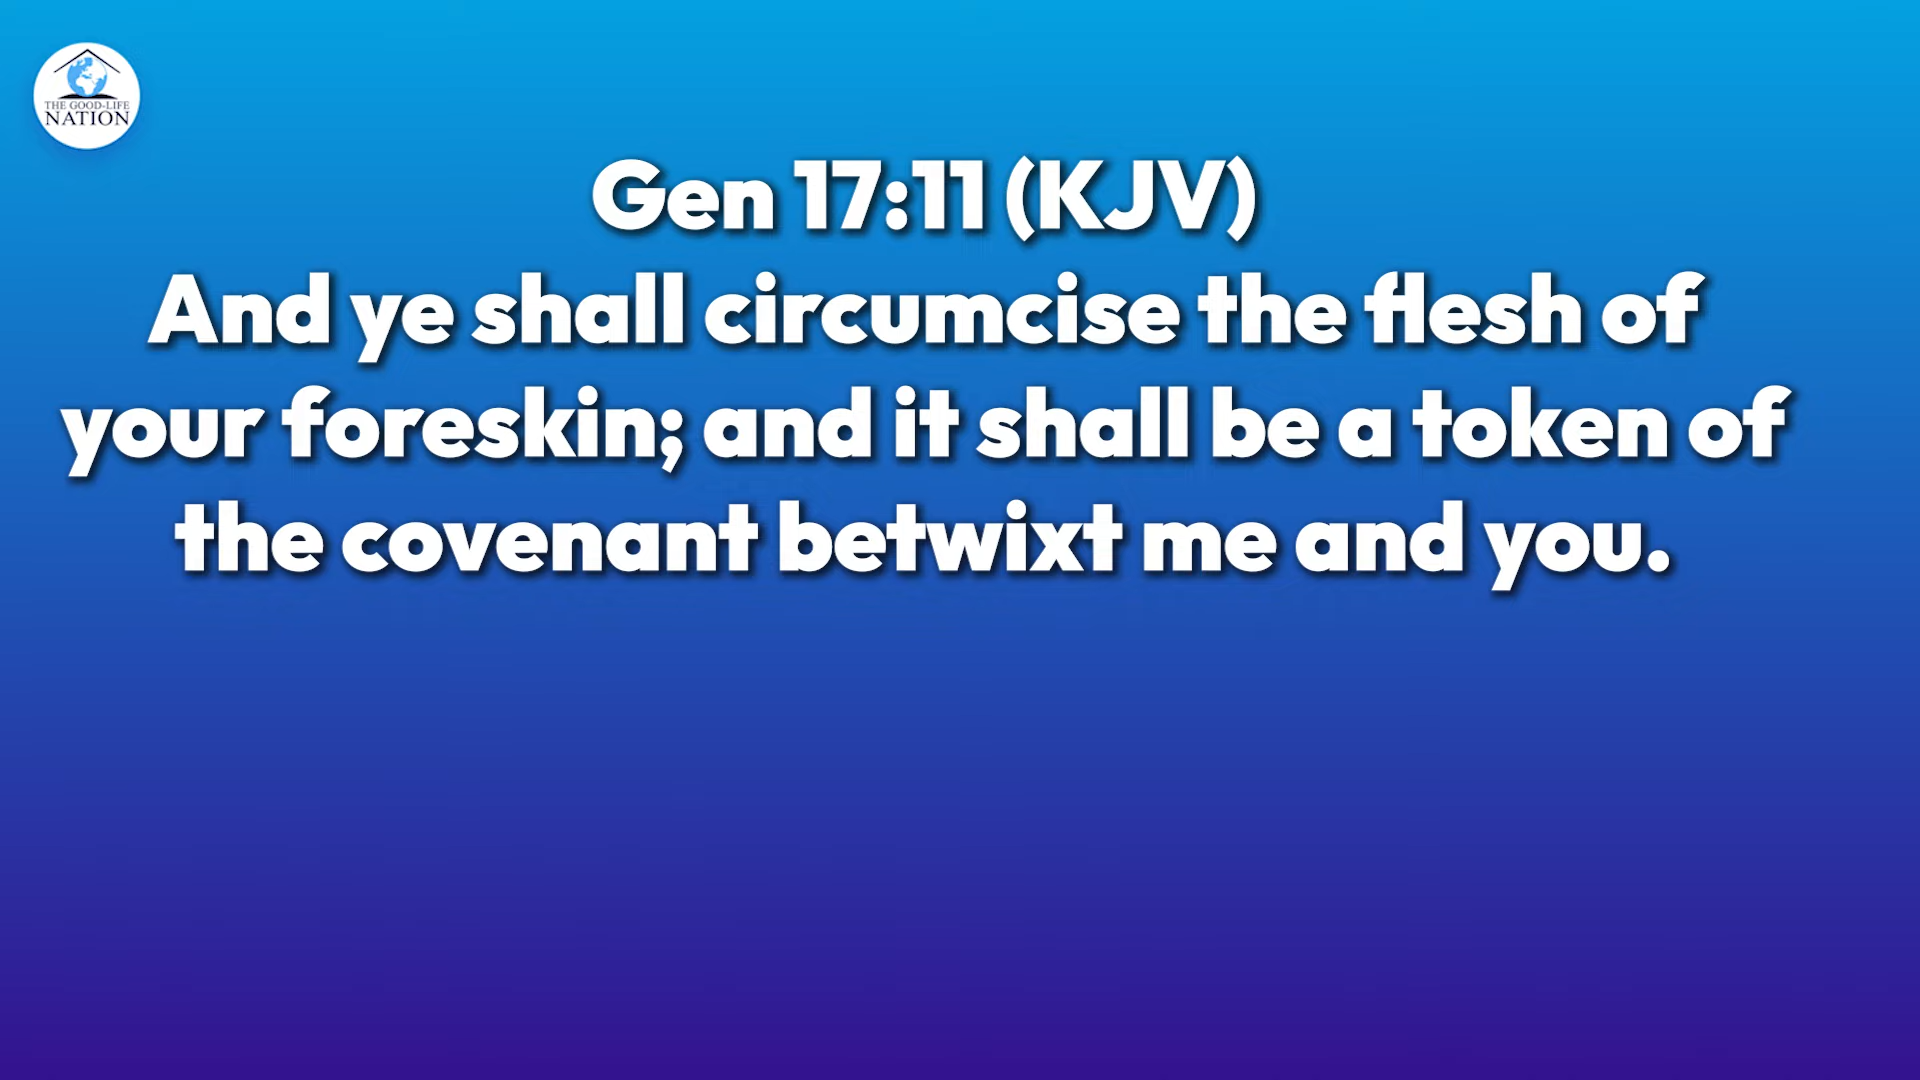 THE GOOD-LIFE
NATION
Gen 17:11 (KJV)
And ye shall circumcise the flesh of
your foreskin; and it shall be a token of
the covenant betwixt me and you.